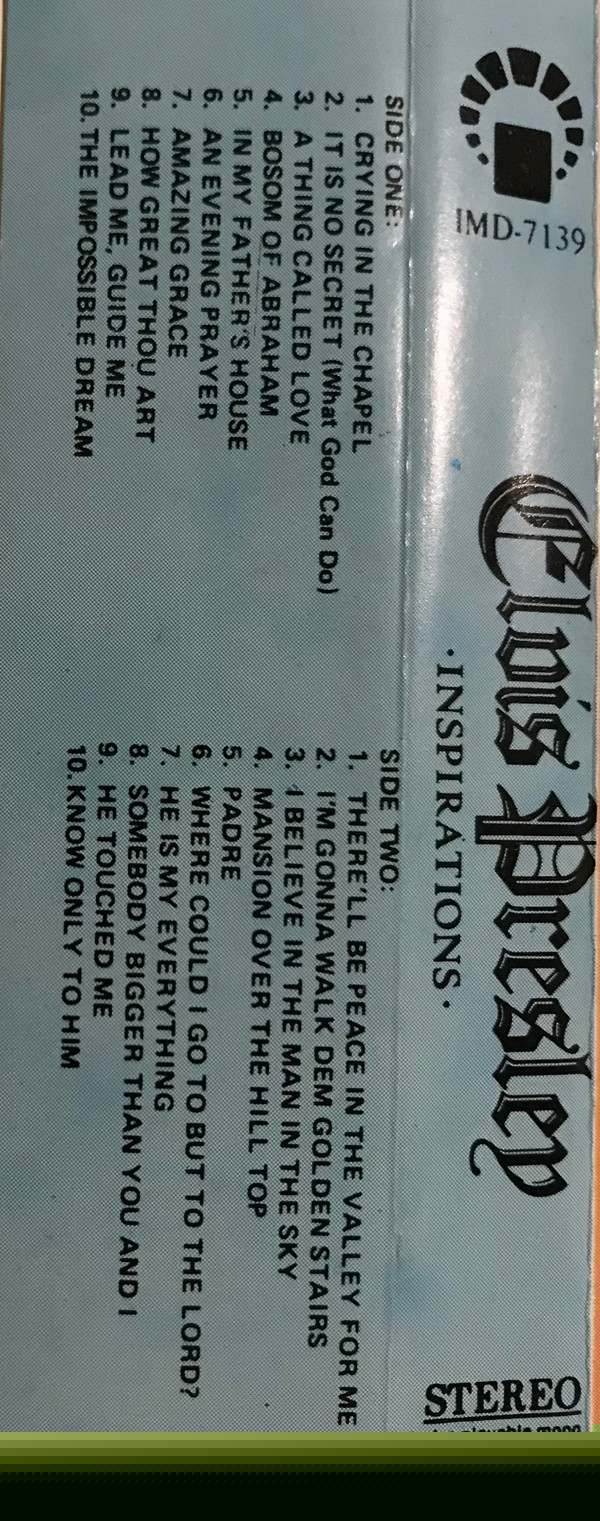 IMD-7139
Elvis Presley
·INSPIRATIONS·
STEREO
playable mono
SIDE ONE:
1. CRYING IN THE CHAPEL
2. IT IS NO SECRET (What God Can Do)
3. A THING CALLED LOVE
4. BOSOM OF ABRAHAM
5. IN MY FATHER'S HOUSE
6. AN EVENING PRAYER
7. AMAZING GRACE
8. HOW GREAT THOU ART
9. LEAD ME, GUIDE ME
10. THE IMPOSSIBLE DREAM
SIDE TWO:
1. THERE'LL BE PEACE IN THE VALLEY FOR ME
2. I'M GONNA WALK DEM GOLDEN STAIRS
3. I BELIEVE IN THE MAN IN THE SKY
4. MANSION OVER THE HILL TOP
5. PADRE
6. WHERE COULD I GO TO BUT TO THE LORD?
7. HE IS MY EVERYTHING
8. SOMEBODY BIGGER THAN YOU AND I
9. HE TOUCHED ME
10. KNOW ONLY TO HIM